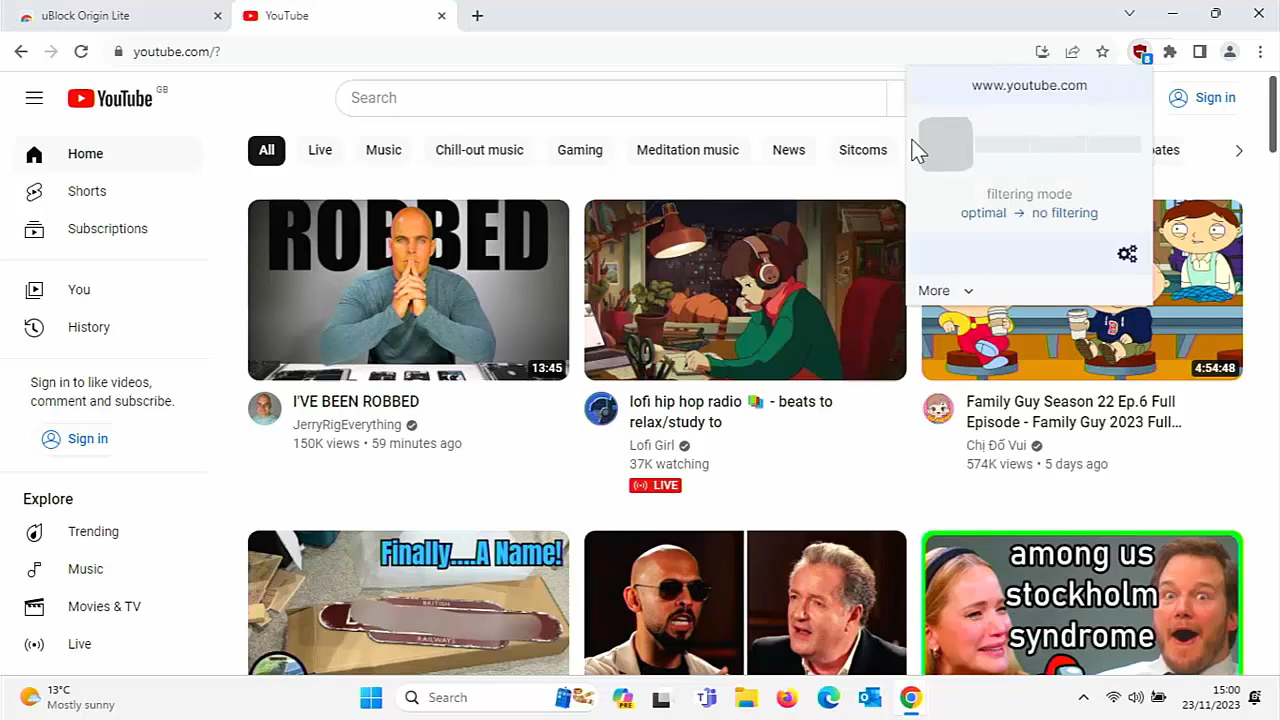 uBlock Origin Lite
YouTube
youtube.com/?
8
YouTube GB
Search
Sign in
www.youtube.com
All
Live
Music
Chill-out music
Gaming
Meditation music
News
Sitcoms
filtering mode
optimal → no filtering
More
Home
Shorts
Subscriptions
You
History
Sign in to like videos,
comment and subscribe.
Sign in
Explore
Trending
Music
Movies & TV
Live
ROBBED
13:45
I'VE BEEN ROBBED
JerryRigEverything
150K views • 59 minutes ago
lofi hip hop radio 📚 - beats to
relax/study to
Lofi Girl
37K watching
LIVE
4:54:48
Family Guy Season 22 Ep.6 Full
Episode - Family Guy 2023 Full...
Chị Đố Vui
574K views • 5 days ago
Finally....A Name!
BRITISH
RAILWAYS
among us
stockholm
syndrome
13°C
Mostly sunny
Search
PRE
15:00
23/11/2023